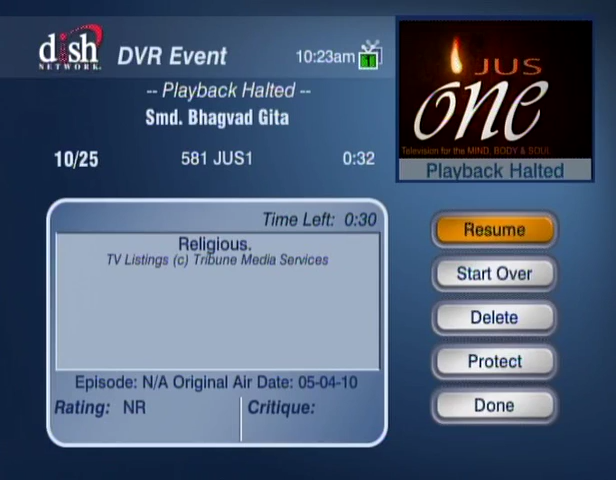 dish
NETWORK
DVR Event
10:23am
1
-- Playback Halted --
Smd. Bhagvad Gita
10/25 581 JUS1 0:32
JUS
one
Television for the MIND, BODY & SOUL
Playback Halted
Time Left: 0:30
Religious.
TV Listings (c) Tribune Media Services
Episode: N/A Original Air Date: 05-04-10
Rating: NR Critique:
Resume
Start Over
Delete
Protect
Done